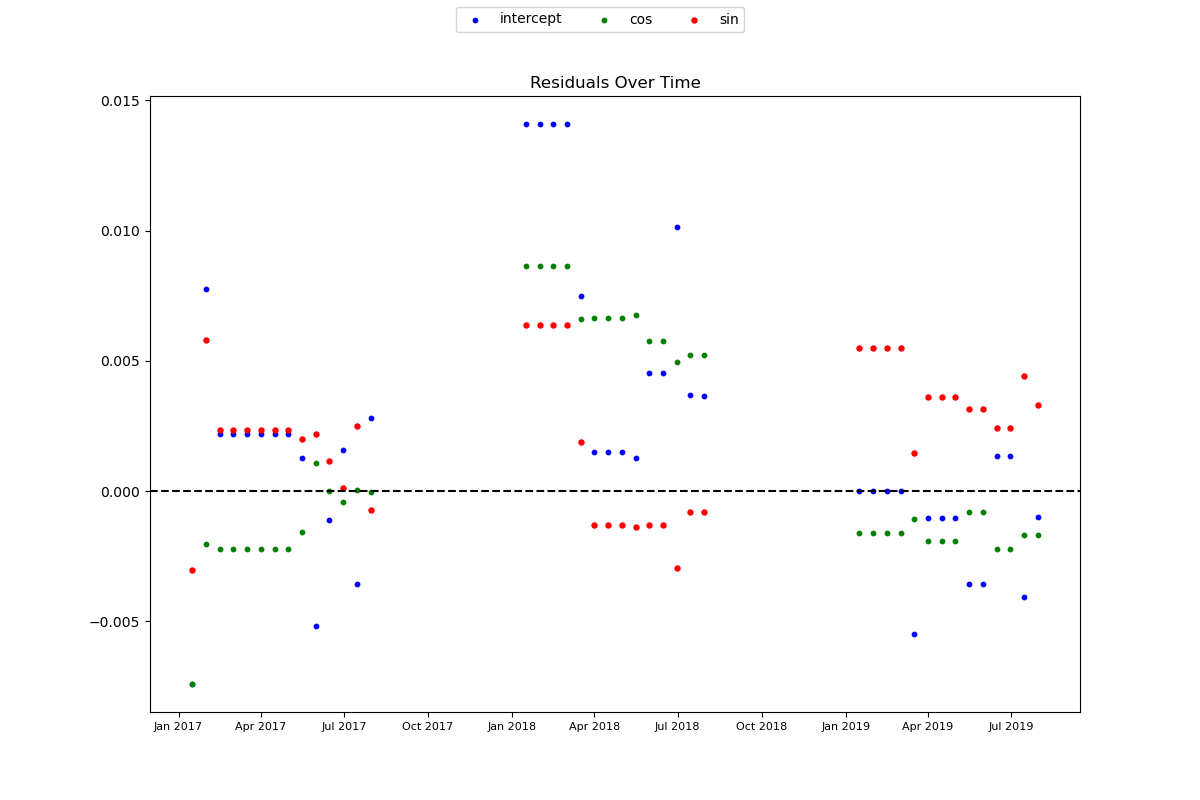 intercept cos sin
Residuals Over Time
0.015
0.010
0.005
0.000
−0.005
Jan 2017 Apr 2017 Jul 2017 Oct 2017 Jan 2018 Apr 2018 Jul 2018 Oct 2018 Jan 2019 Apr 2019 Jul 2019